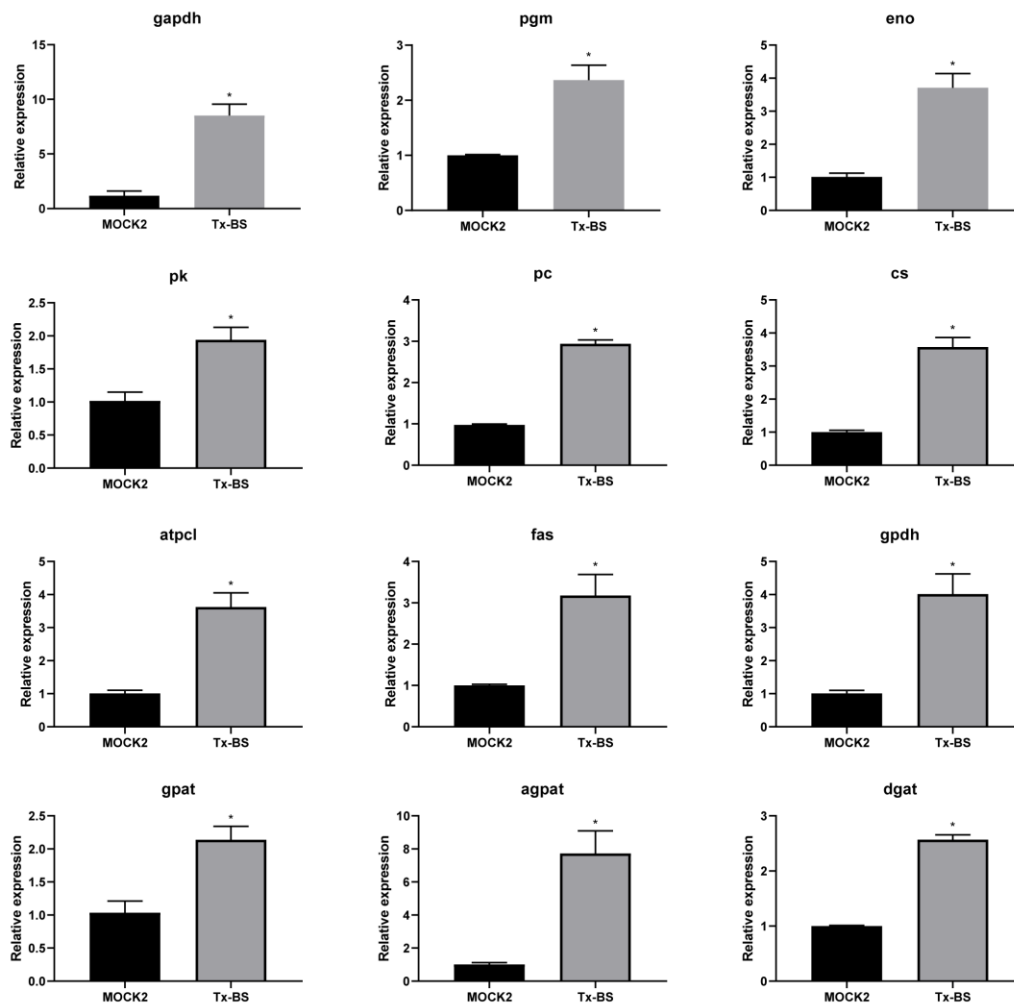 gapdh
Relative expression
15
10
5
0
*
MOCK2 Tx-BS
pgm
Relative expression
3
2
1
0
*
MOCK2 Tx-BS
eno
Relative expression
5
4
3
2
1
0
*
MOCK2 Tx-BS
pk
Relative expression
2.5
2.0
1.5
1.0
0.5
0.0
*
MOCK2 Tx-BS
pc
Relative expression
4
3
2
1
0
*
MOCK2 Tx-BS
cs
Relative expression
5
4
3
2
1
0
*
MOCK2 Tx-BS
atpcl
Relative expression
5
4
3
2
1
0
*
MOCK2 Tx-BS
fas
Relative expression
4
3
2
1
0
*
MOCK2 Tx-BS
gpdh
Relative expression
5
4
3
2
1
0
*
MOCK2 Tx-BS
gpat
Relative expression
2.5
2.0
1.5
1.0
0.5
0.0
*
MOCK2 Tx-BS
agpat
Relative expression
10
8
6
4
2
0
*
MOCK2 Tx-BS
dgat
Relative expression
3
2
1
0
*
MOCK2 Tx-BS